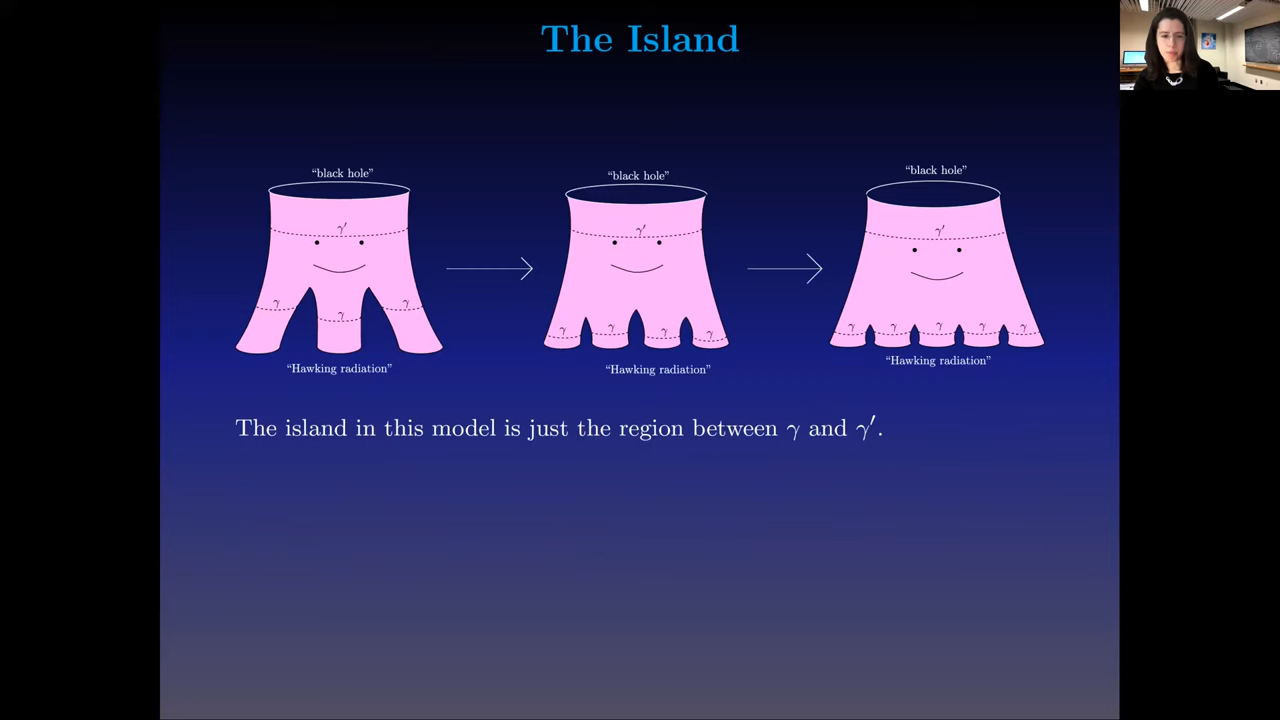 The Island
“black hole” “black hole” “black hole”
γ′ γ′ γ′
γ γ γ γ γ γ γ γ γ γ γ γ
“Hawking radiation” “Hawking radiation” “Hawking radiation”
The island in this model is just the region between γ and γ′.